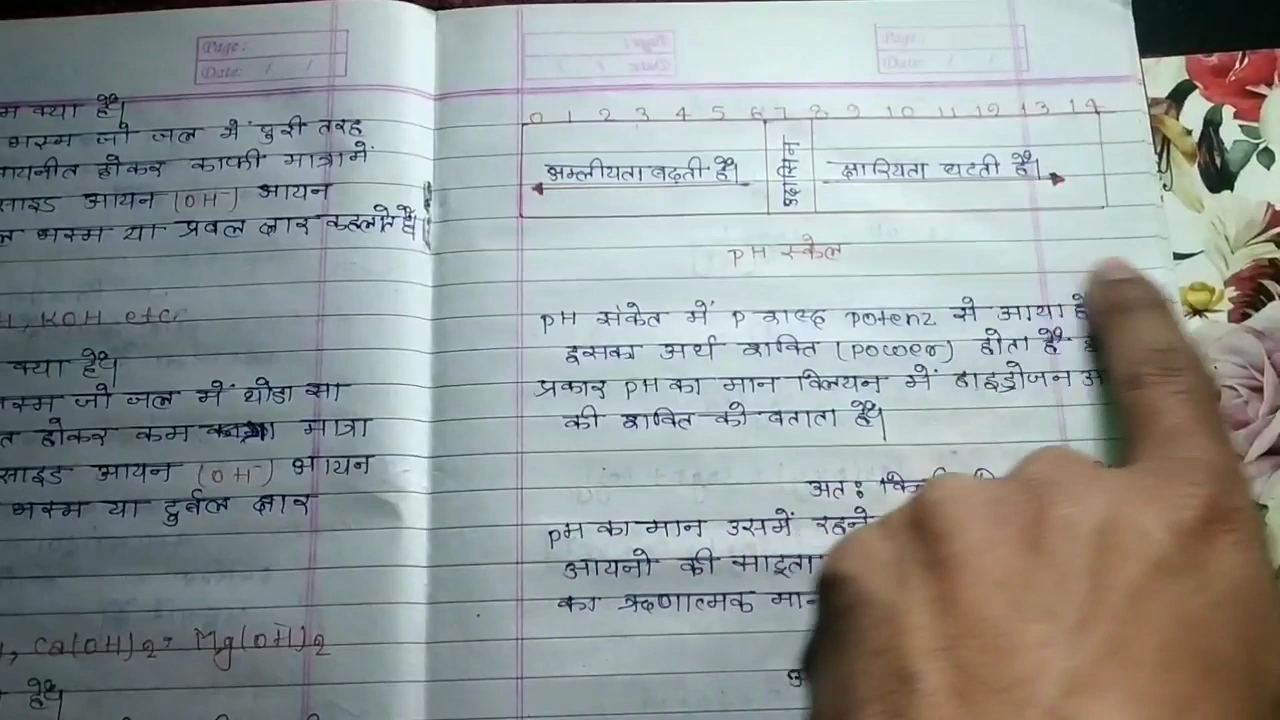 Page:
Date: / /
म क्या है।
भस्म जो जल में पुरी तरह
होकर काफी मात्रा में
साइड आयन (OH⁻) आयन
भस्म या प्रबल क्षार कहलाते है।
H, KOH etc.
क्या है।
भस्म जो जल में थोडा सा
त होकर कम मात्रा
साइड आयन (OH⁻) आयन
भस्म या दुर्बल क्षार
, Ca(OH)2, Mg(OH)2
है।
Page
Date: / /
0 1 2 3 4 5 6 7 8 9 10 11 12 13 14
अम्लीयता बढ़ती है।
उदासीन
क्षारियता घटती है।
pH स्केल
pH संकेत में p शब्द potenz से आया है
इसका अर्थ शक्ति (power) होता है
प्रकार pH का मान विलयन में हाइड्रोजन
की शक्ति को बताता है।
अतः
pH का मान उसमें रहने
आयनो की सांद्रता
का ऋणात्मक मान